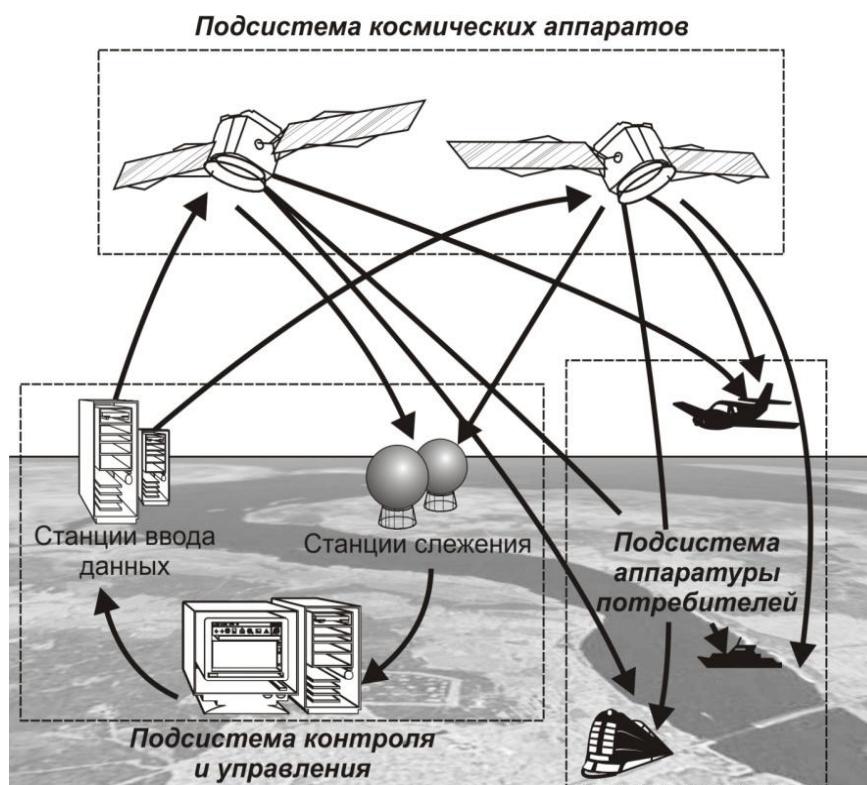 Подсистема космических аппаратов
Станции ввода
данных
Станции слежения
Подсистема
аппаратуры
потребителей
Подсистема контроля
и управления